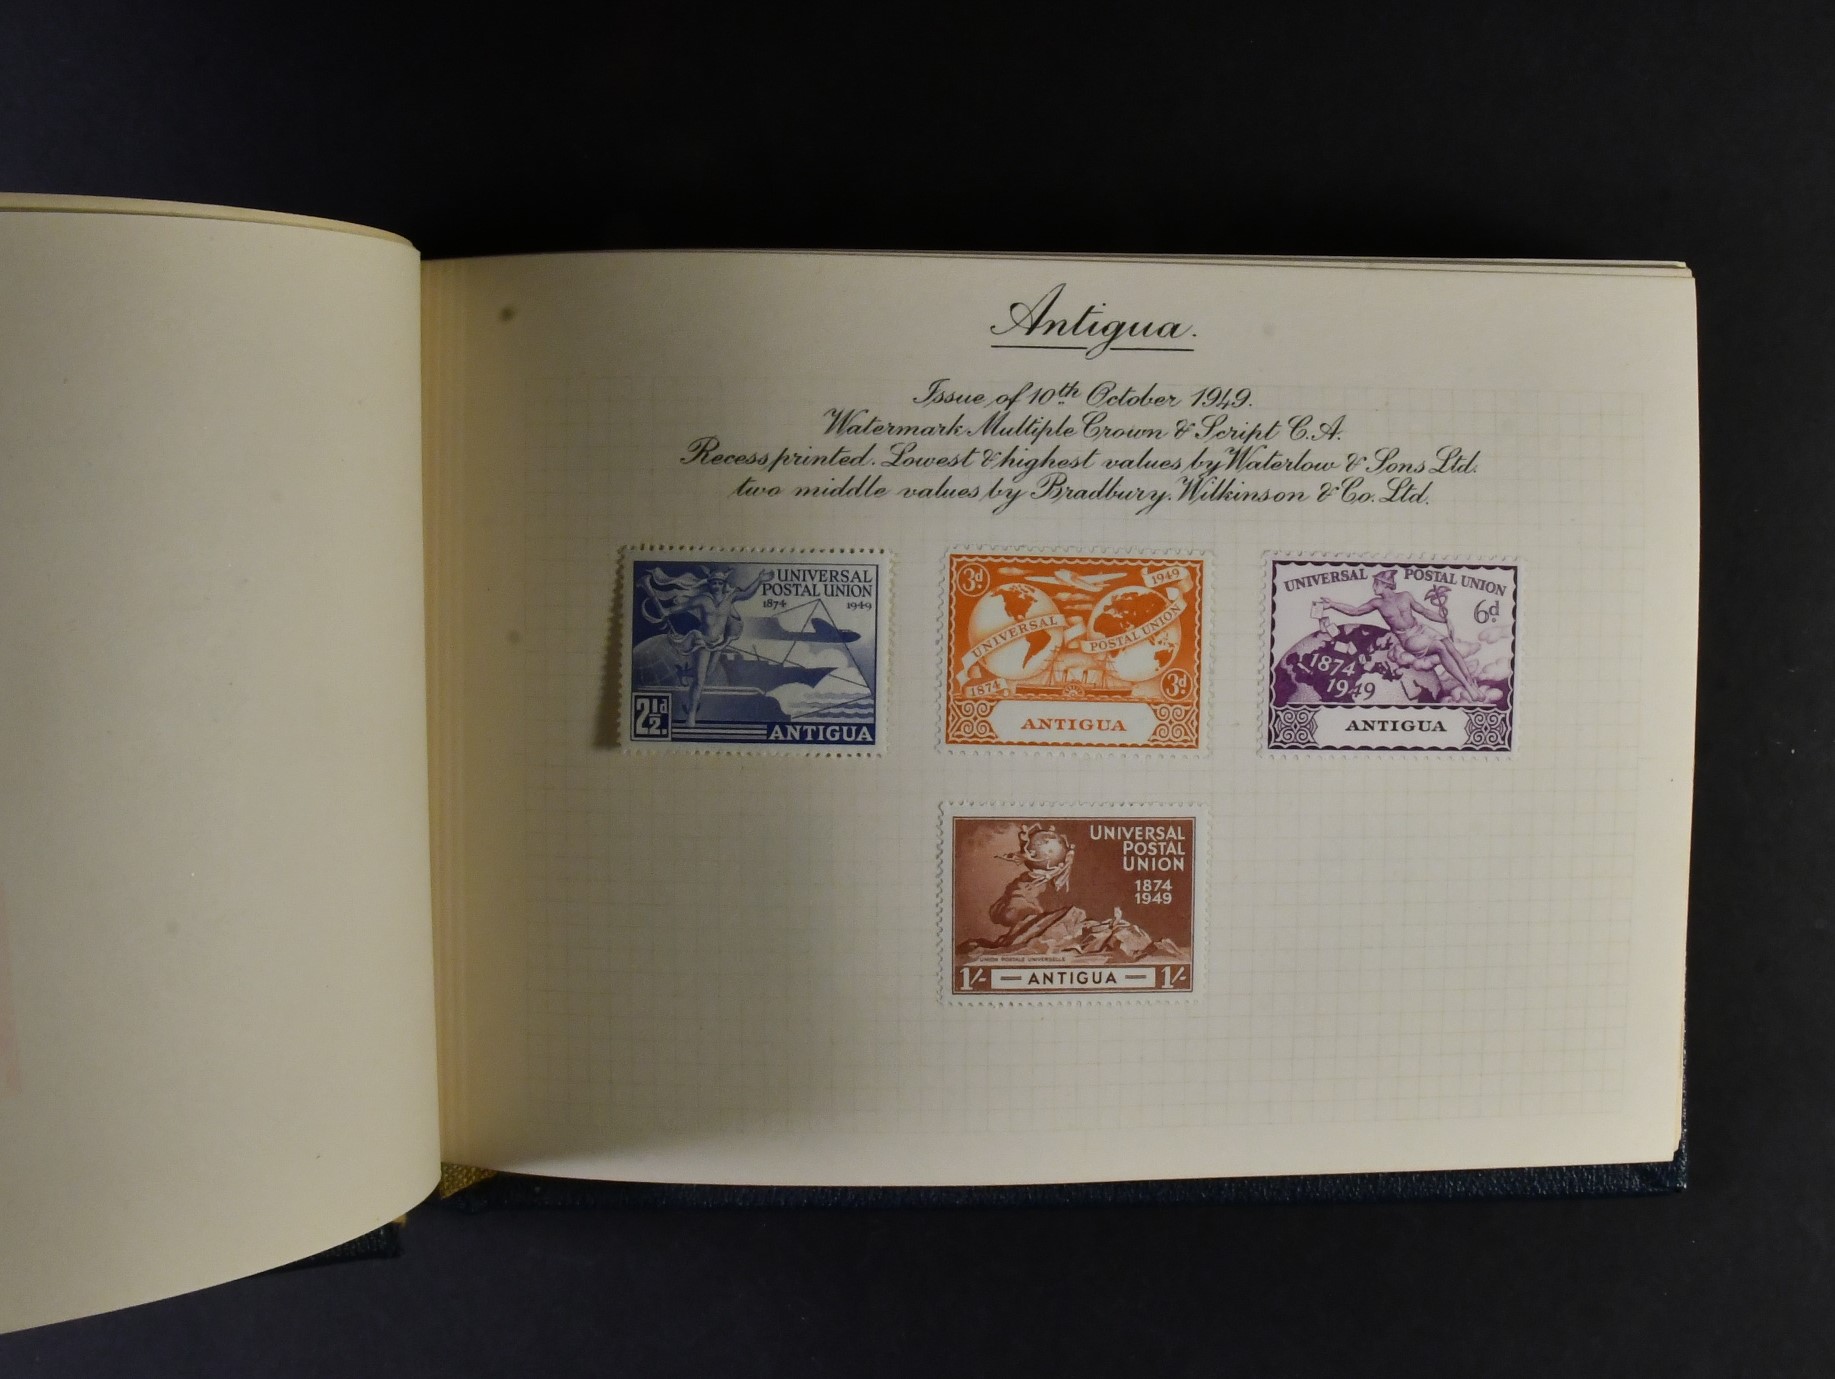 Antigua.
Issue of 10th October 1949.
Watermark Multiple Crown & Script C.A.
Recess printed. Lowest & highest values by Waterlow & Sons Ltd.
two middle values by Bradbury. Wilkinson & Co. Ltd.
UNIVERSAL
POSTAL UNION
1874 1949
2½d.
ANTIGUA
3d
1949
UNIVERSAL POSTAL UNION
1874
3d
ANTIGUA
UNIVERSAL POSTAL UNION
6d
1874
1949
ANTIGUA
UNIVERSAL
POSTAL
UNION
1874
1949
UNION POSTALE UNIVERSELLE
1/- ANTIGUA 1/-